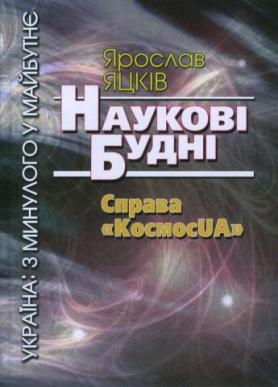 УКРАЇНА: З МИНУЛОГО У МАЙБУТНЄ
Ярослав
ЯЦКІВ
НАУКОВІ
БУДНІ
Справа
«КосмосUA»